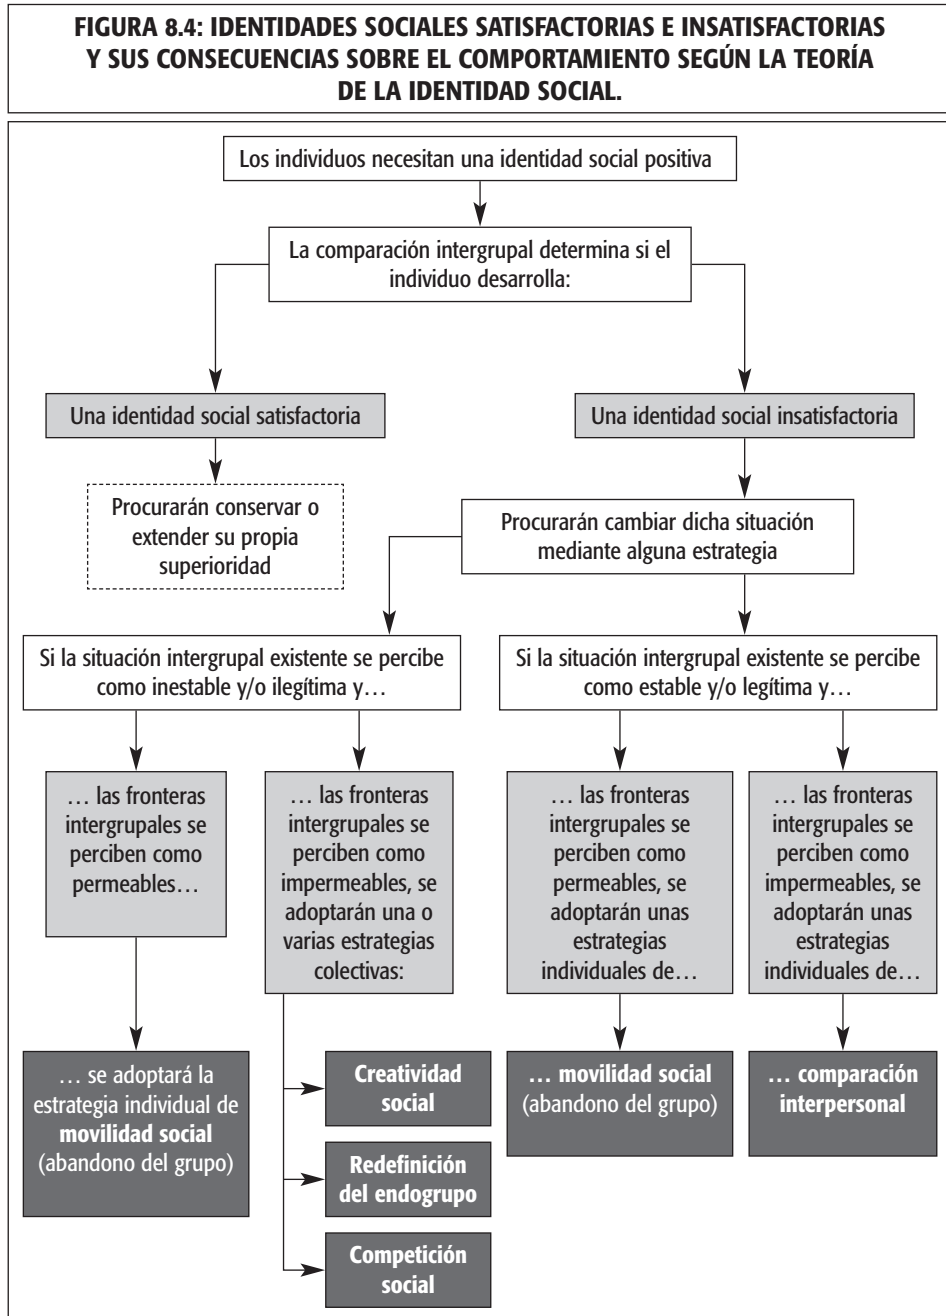 FIGURA 8.4: IDENTIDADES SOCIALES SATISFACTORIAS E INSATISFACTORIAS
Y SUS CONSECUENCIAS SOBRE EL COMPORTAMIENTO SEGÚN LA TEORÍA
DE LA IDENTIDAD SOCIAL.
Los individuos necesitan una identidad social positiva
La comparación intergrupal determina si el
individuo desarrolla:
Una identidad social satisfactoria
Una identidad social insatisfactoria
Procurarán conservar o
extender su propia
superioridad
Procurarán cambiar dicha situación
mediante alguna estrategia
Si la situación intergrupal existente se percibe
como inestable y/o ilegítima y…
Si la situación intergrupal existente se percibe
como estable y/o legítima y…
… las fronteras
intergrupales se
perciben como
permeables…
… las fronteras
intergrupales se
perciben como
impermeables, se
adoptarán una o
varias estrategias
colectivas:
… las fronteras
intergrupales se
perciben como
permeables, se
adoptarán unas
estrategias
individuales de…
… las fronteras
intergrupales se
perciben como
impermeables, se
adoptarán unas
estrategias
individuales de…
… se adoptará la
estrategia individual de
movilidad social
(abandono del grupo)
Creatividad
social
Redefinición
del endogrupo
Competición
social
… movilidad social
(abandono del grupo)
… comparación
interpersonal